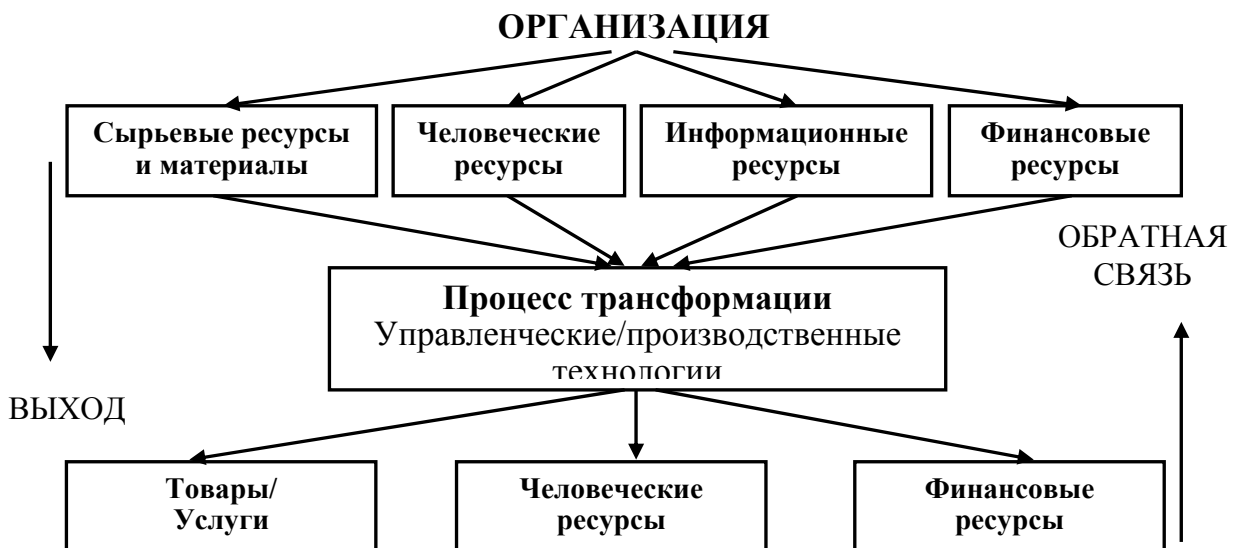 ОРГАНИЗАЦИЯ
Сырьевые ресурсы
и материалы
Человеческие
ресурсы
Информационные
ресурсы
Финансовые
ресурсы
ОБРАТНАЯ
СВЯЗЬ
Процесс трансформации
Управленческие/производственные
технологии
ВЫХОД
Товары/
Услуги
Человеческие
ресурсы
Финансовые
ресурсы